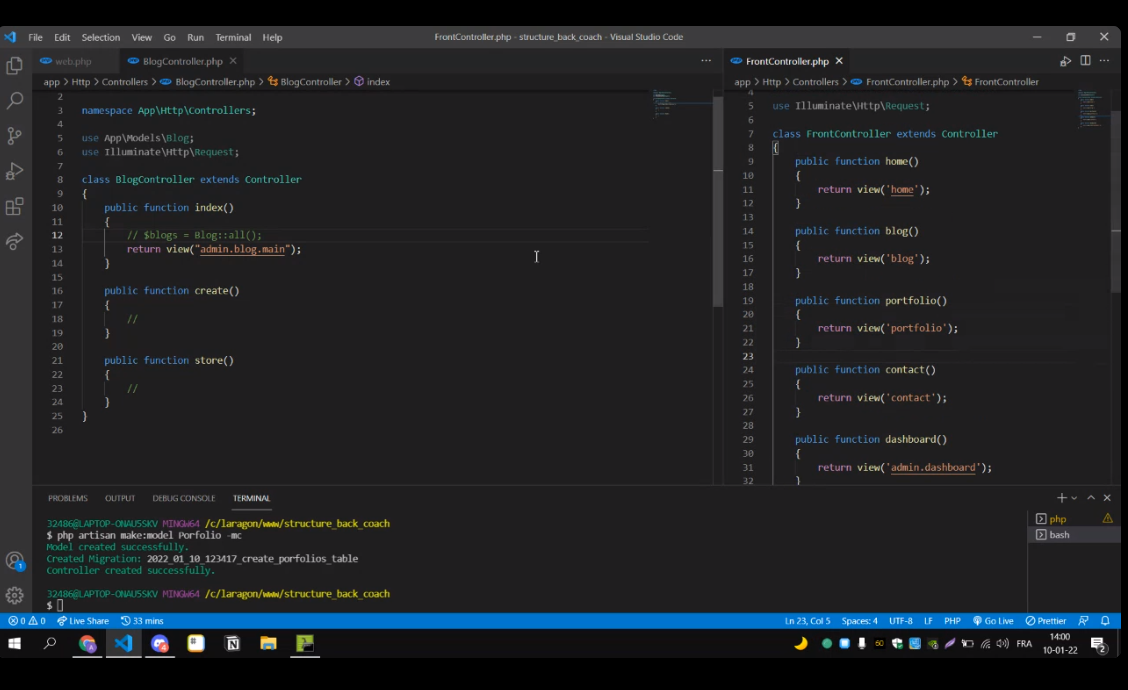 File Edit Selection View Go Run Terminal Help
FrontController.php - structure_back_coach - Visual Studio Code
web.php
BlogController.php
app > Http > Controllers > BlogController.php > BlogController > index
2
3 namespace App\Http\Controllers;
4
5 use App\Models\Blog;
6 use Illuminate\Http\Request;
7
8 class BlogController extends Controller
9 {
10 public function index()
11 {
12 // $blogs = Blog::all();
13 return view("admin.blog.main");
14 }
15
16 public function create()
17 {
18 //
19 }
20
21 public function store()
22 {
23 //
24 }
25 }
26
FrontController.php
app > Http > Controllers > FrontController.php > FrontController
4
5 use Illuminate\Http\Request;
6
7 class FrontController extends Controller
8 {
9 public function home()
10 {
11 return view('home');
12 }
13
14 public function blog()
15 {
16 return view('blog');
17 }
18
19 public function portfolio()
20 {
21 return view('portfolio');
22 }
23
24 public function contact()
25 {
26 return view('contact');
27 }
28
29 public function dashboard()
30 {
31 return view('admin.dashboard');
32 }
PROBLEMS OUTPUT DEBUG CONSOLE TERMINAL
32486@LAPTOP-ONAU5SKV MINGW64 /c/laragon/www/structure_back_coach
$ php artisan make:model Porfolio -mc
Model created successfully.
Created Migration: 2022_01_10_123417_create_porfolios_table
Controller created successfully.
32486@LAPTOP-ONAU5SKV MINGW64 /c/laragon/www/structure_back_coach
$
php
bash
1
0 0 Live Share 33 mins
Ln 23, Col 5 Spaces: 4 UTF-8 LF PHP Go Live Prettier
60 FRA 14:00
10-01-22
2